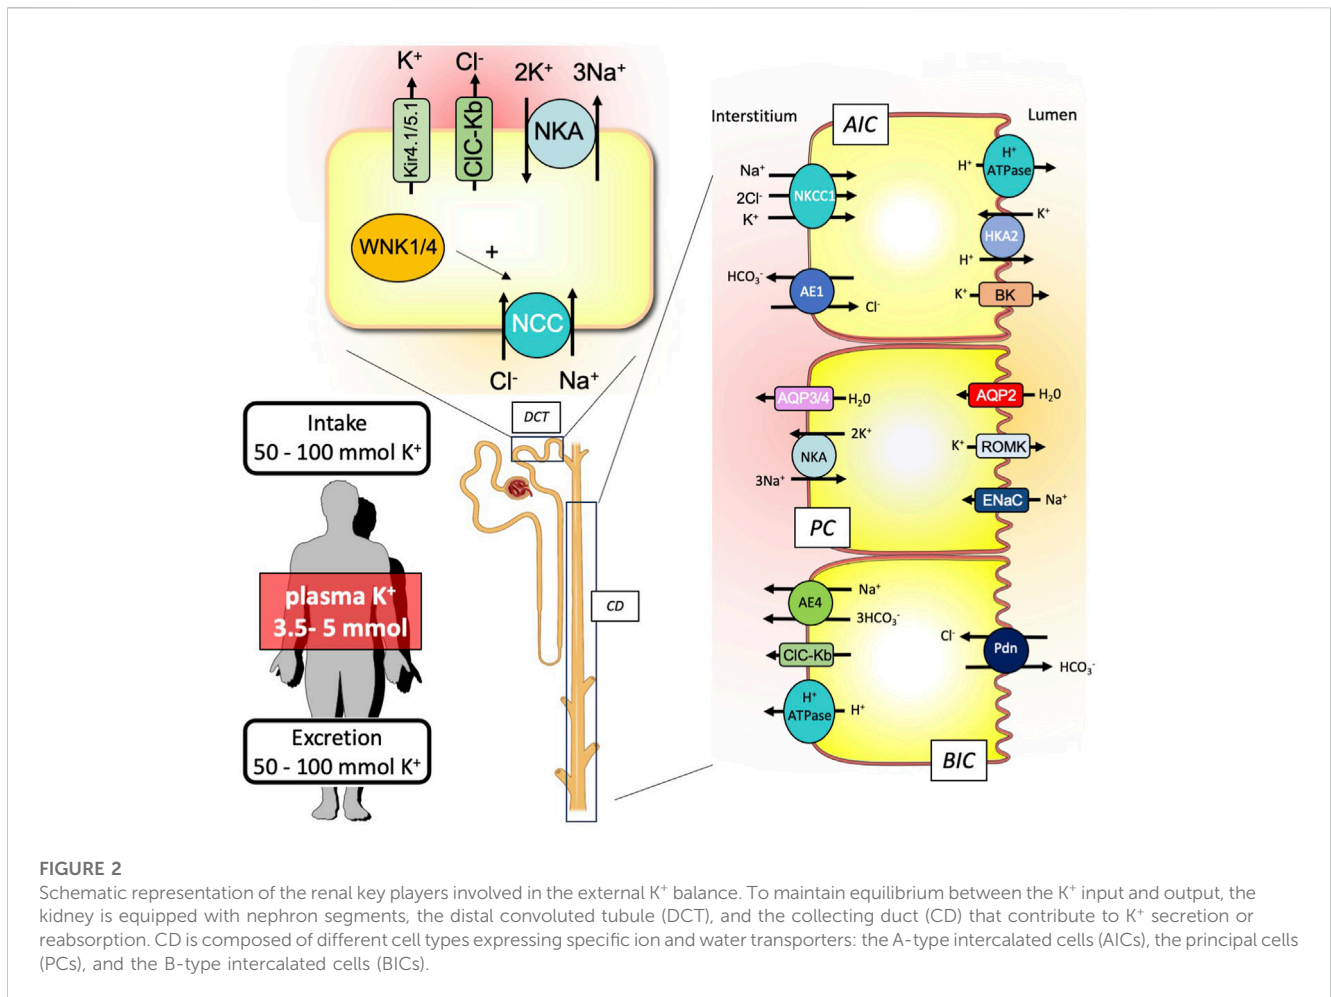 K⁺ Cl⁻ 2K⁺ 3Na⁺
Kir4.1/5.1
ClC-Kb
NKA
WNK1/4
+
NCC
Cl⁻ Na⁺
DCT
Intake
50 - 100 mmol K⁺
plasma K⁺
3.5- 5 mmol
Excretion
50 - 100 mmol K⁺
CD
Interstitium
AIC
Lumen
Na⁺
2Cl⁻
K⁺
NKCC1
H⁺
H⁺
ATPase
K⁺
HKA2
H⁺
HCO₃⁻
AE1
Cl⁻
K⁺
BK
AQP3/4
H₂0
AQP2
H₂0
2K⁺
NKA
3Na⁺
K⁺
ROMK
ENaC
Na⁺
PC
Na⁺
AE4
3HCO₃⁻
ClC-Kb
H⁺
ATPase
H⁺
Cl⁻
Pdn
HCO₃⁻
BIC
FIGURE 2
Schematic representation of the renal key players involved in the external K⁺ balance. To maintain equilibrium between the K⁺ input and output, the
kidney is equipped with nephron segments, the distal convoluted tubule (DCT), and the collecting duct (CD) that contribute to K⁺ secretion or
reabsorption. CD is composed of different cell types expressing specific ion and water transporters: the A-type intercalated cells (AICs), the principal cells
(PCs), and the B-type intercalated cells (BICs).